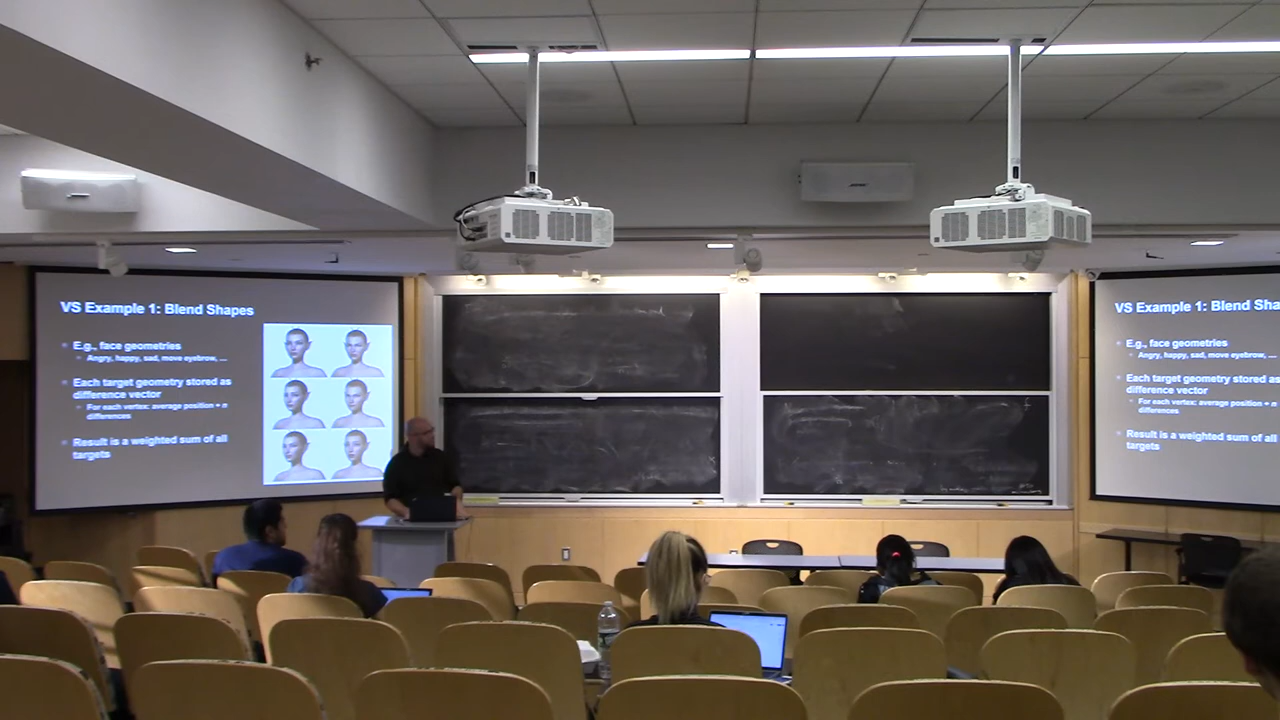 VS Example 1: Blend Shapes
E.g., face geometries
Angry, happy, sad, move eyebrow, ...
Each target geometry stored as
difference vector
For each vertex: average position + n
differences
Result is a weighted sum of all
targets
BOSE
VS Example 1: Blend Sha
E.g., face geometries
Angry, happy, sad, move eyebrow, ...
Each target geometry stored as
difference vector
For each vertex: average position + n
differences
Result is a weighted sum of all
targets